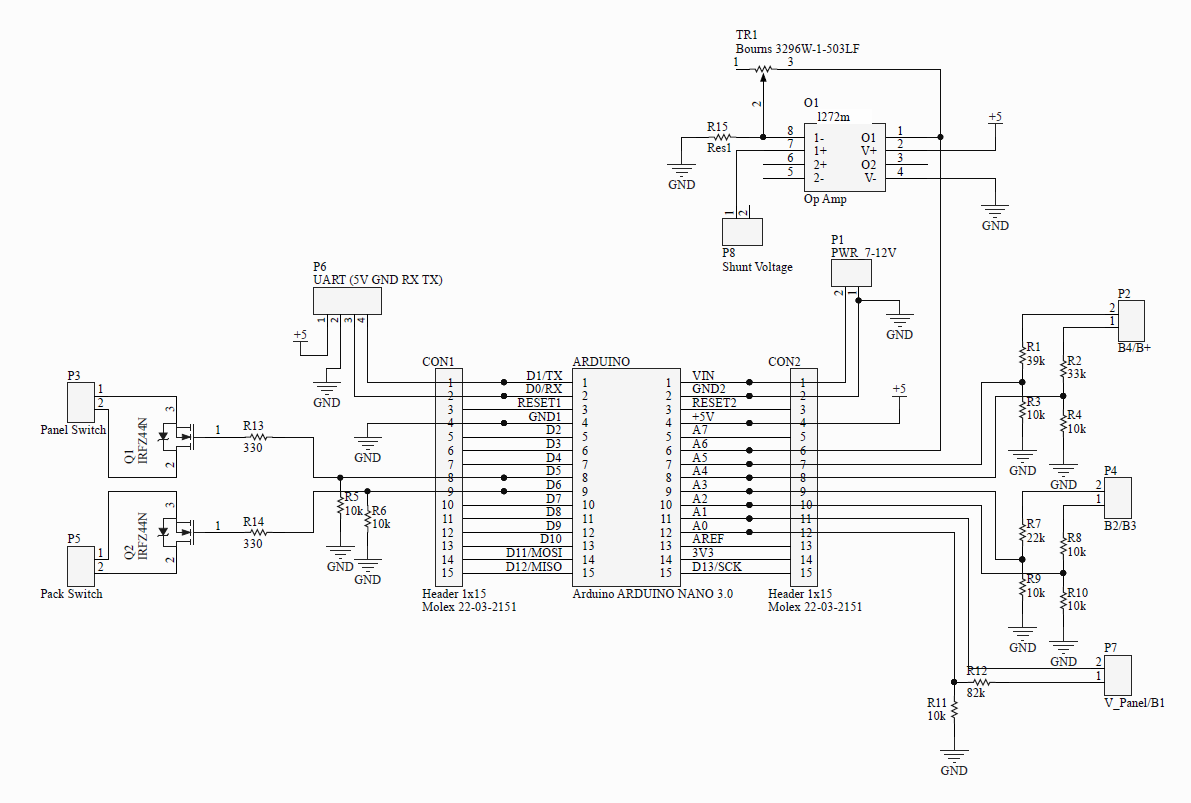 TR1
Bourns 3296W-1-503LF
1 3
2
O1
1272m
R15
Res1
GND
8 1- O1 1
7 1+ V+ 2
6 2+ O2 3
5 2- V- 4
Op Amp
+5
GND
1 2
P8
Shunt Voltage
P1
PWR 7-12V
2 1
GND
P6
UART (5V GND RX TX)
1 2 3 4
+5
GND
P2
2
1
B4/B+
R1
39k
R2
33k
R3
10k
R4
10k
GND
GND
P3
1
2
Panel Switch
3
1
2
Q1
IRFZ44N
R13
330
P5
1
2
Pack Switch
3
1
2
Q2
IRFZ44N
R14
330
R5
10k
R6
10k
GND
GND
GND
+5
CON1
ARDUINO
CON2
1 D1/TX 1 1 VIN 1
2 D0/RX 2 2 GND2 2
3 RESET1 3 3 RESET2 3
4 GND1 4 4 +5V 4
5 D2 5 5 A7 5
6 D3 6 6 A6 6
7 D4 7 7 A5 7
8 D5 8 8 A4 8
9 D6 9 9 A3 9
10 D7 10 10 A2 10
11 D8 11 11 A1 11
12 D9 12 12 A0 12
13 D10 13 13 AREF 13
14 D11/MOSI 14 14 3V3 14
15 D12/MISO 15 15 D13/SCK 15
Header 1x15
Molex 22-03-2151
Arduino ARDUINO NANO 3.0
Header 1x15
Molex 22-03-2151
P4
2
1
B2/B3
R7
22k
R8
10k
R9
10k
R10
10k
GND
GND
P7
2
1
V_Panel/B1
R12
82k
R11
10k
GND